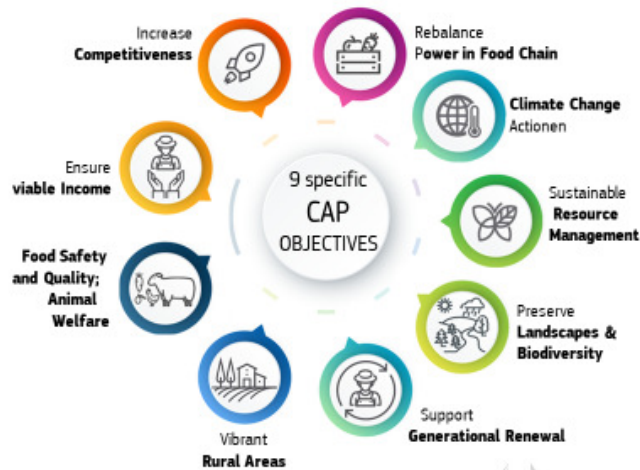 Increase
Competitiveness
Rebalance
Power in Food Chain
Climate Change
Actionen
Ensure
viable Income
9 specific
CAP
OBJECTIVES
Sustainable
Resource
Management
Food Safety
and Quality;
Animal
Welfare
Preserve
Landscapes &
Biodiversity
Support
Generational Renewal
Vibrant
Rural Areas